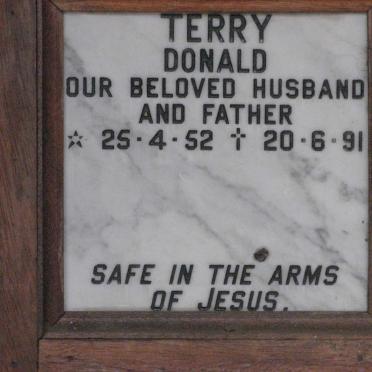 TERRY
DONALD
OUR BELOVED HUSBAND
AND FATHER
☆ 25·4·52 † 20·6·91
SAFE IN THE ARMS
OF JESUS.